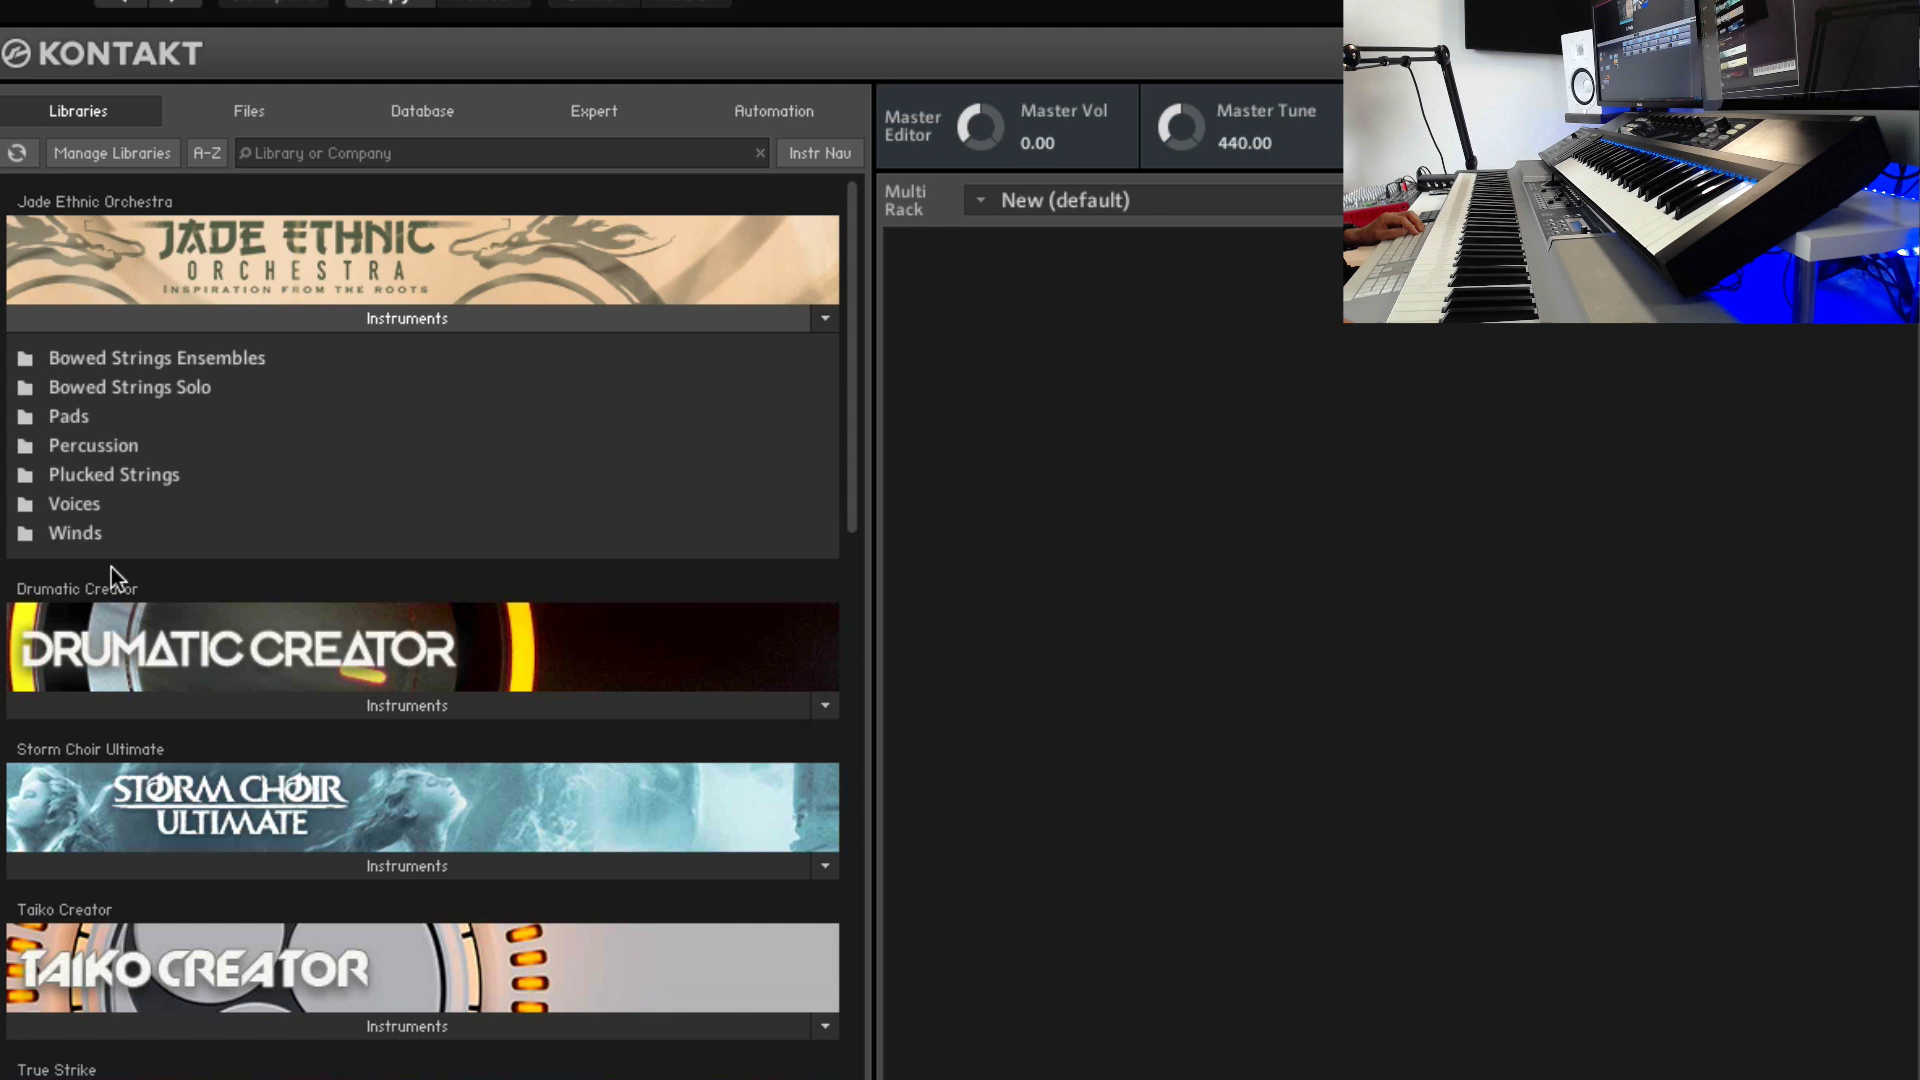 Copy
KONTAKT
Libraries
Files
Database
Expert
Automation
Manage Libraries
A-Z
Library or Company
Instr Nav
Master Editor
Master Vol
0.00
Master Tune
440.00
Multi Rack
New (default)
Jade Ethnic Orchestra
JADE ETHNIC
ORCHESTRA
INSPIRATION FROM THE ROOTS
Instruments
Bowed Strings Ensembles
Bowed Strings Solo
Pads
Percussion
Plucked Strings
Voices
Winds
Drumatic Creator
DRUMATIC CREATOR
Instruments
Storm Choir Ultimate
STORM CHOIR
ULTIMATE
Instruments
Taiko Creator
TAIKO CREATOR
Instruments
True Strike